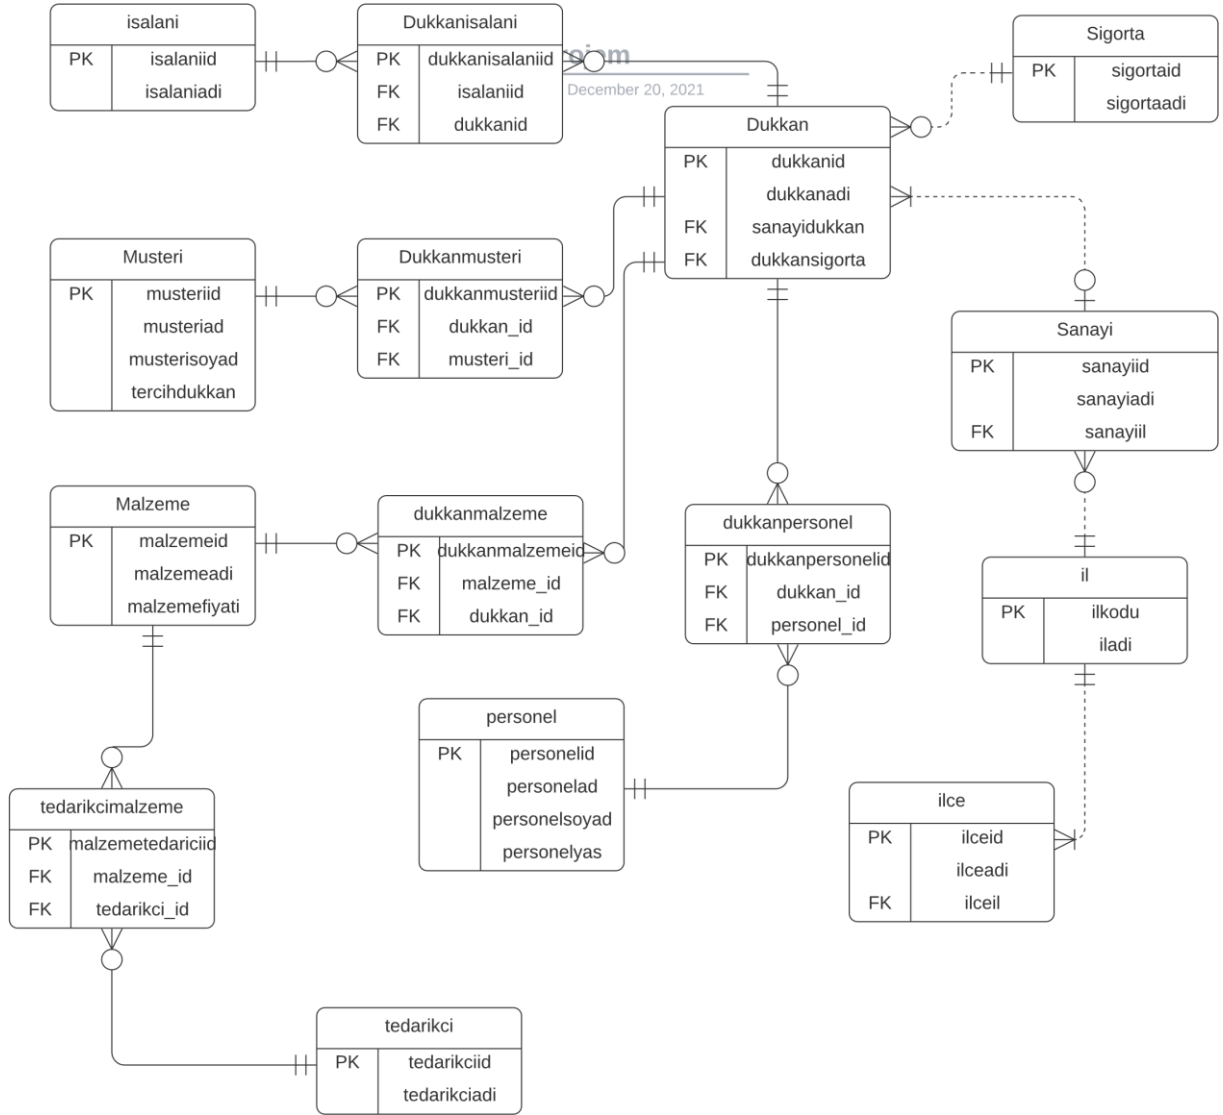 isalani
PK isalaniid
isalaniadi
Dukkanisalani
PK dukkanisalaniid
FK isalaniid
FK dukkanid
December 20, 2021
Sigorta
PK sigortaid
sigortaadi
Dukkan
PK dukkanid
dukkanadi
FK sanayidukkan
FK dukkansigorta
Musteri
PK musteriid
musteriad
musterisoyad
tercihdukkan
Dukkanmusteri
PK dukkanmusteriid
FK dukkan_id
FK musteri_id
Sanayi
PK sanayiid
sanayiadi
FK sanayiil
Malzeme
PK malzemeid
malzemeadi
malzemefiyati
dukkanmalzeme
PK dukkanmalzemeid
FK malzeme_id
FK dukkan_id
dukkanpersonel
PK dukkanpersonelid
FK dukkan_id
FK personel_id
il
PK ilkodu
iladi
personel
PK personelid
personelad
personelsoyad
personelyas
ilce
PK ilceid
ilceadi
FK ilceil
tedarikcimalzeme
PK malzemetedariciid
FK malzeme_id
FK tedarikci_id
tedarikci
PK tedarikciid
tedarikciadi